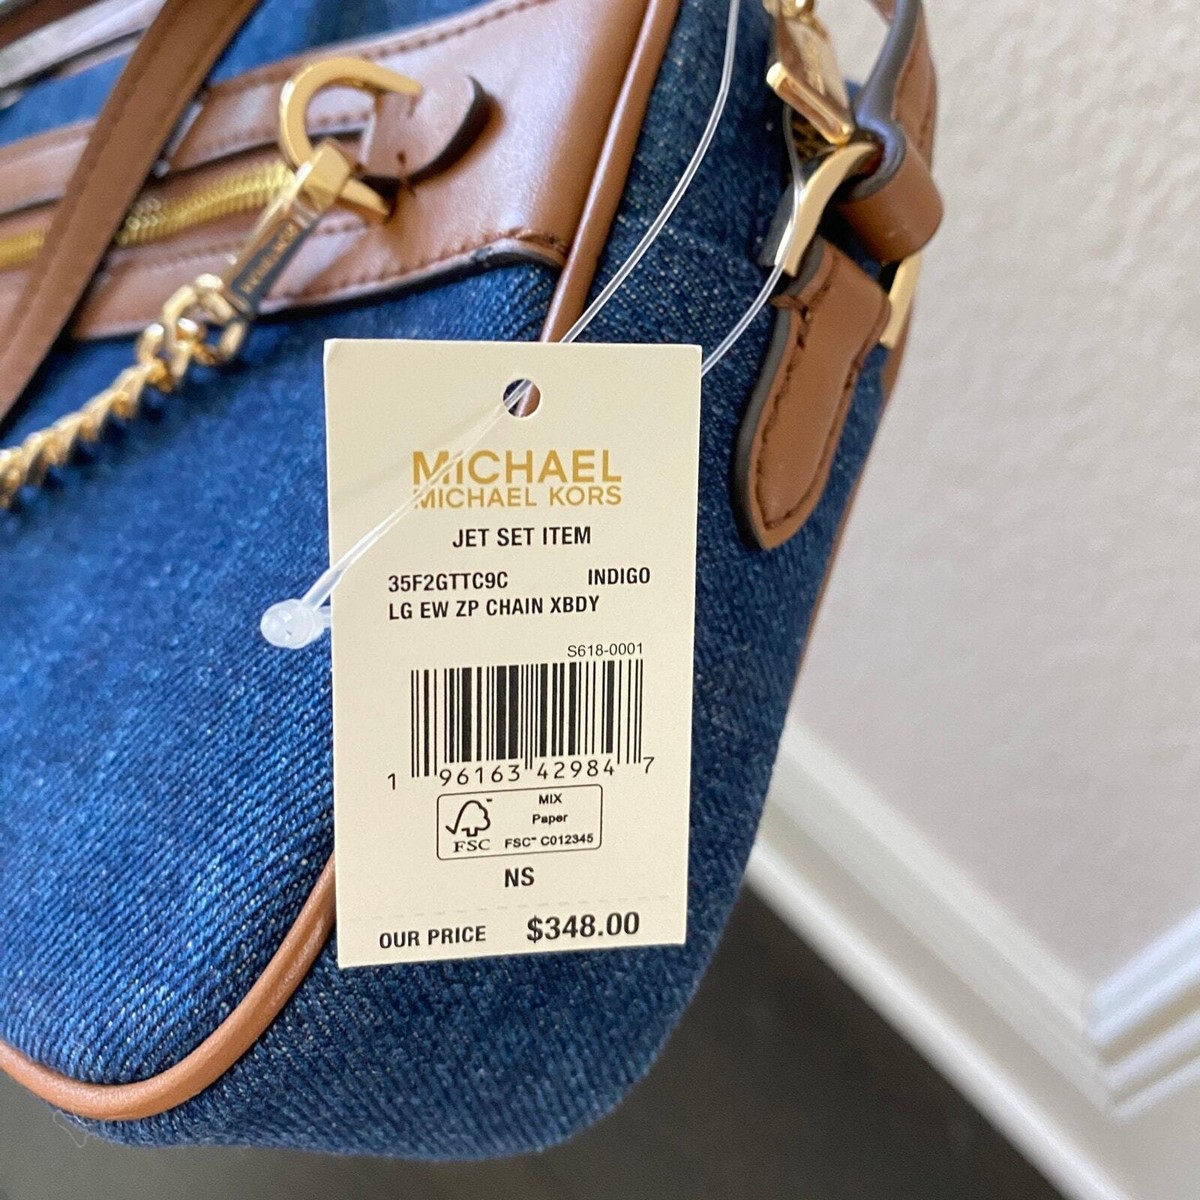 MICHAEL
MICHAEL KORS
JET SET ITEM
35F2GTTC9C INDIGO
LG EW ZP CHAIN XBDY
S618-0001
1 96163 42984 7
MIX
Paper
FSC FSC™ C012345
NS
OUR PRICE $348.00